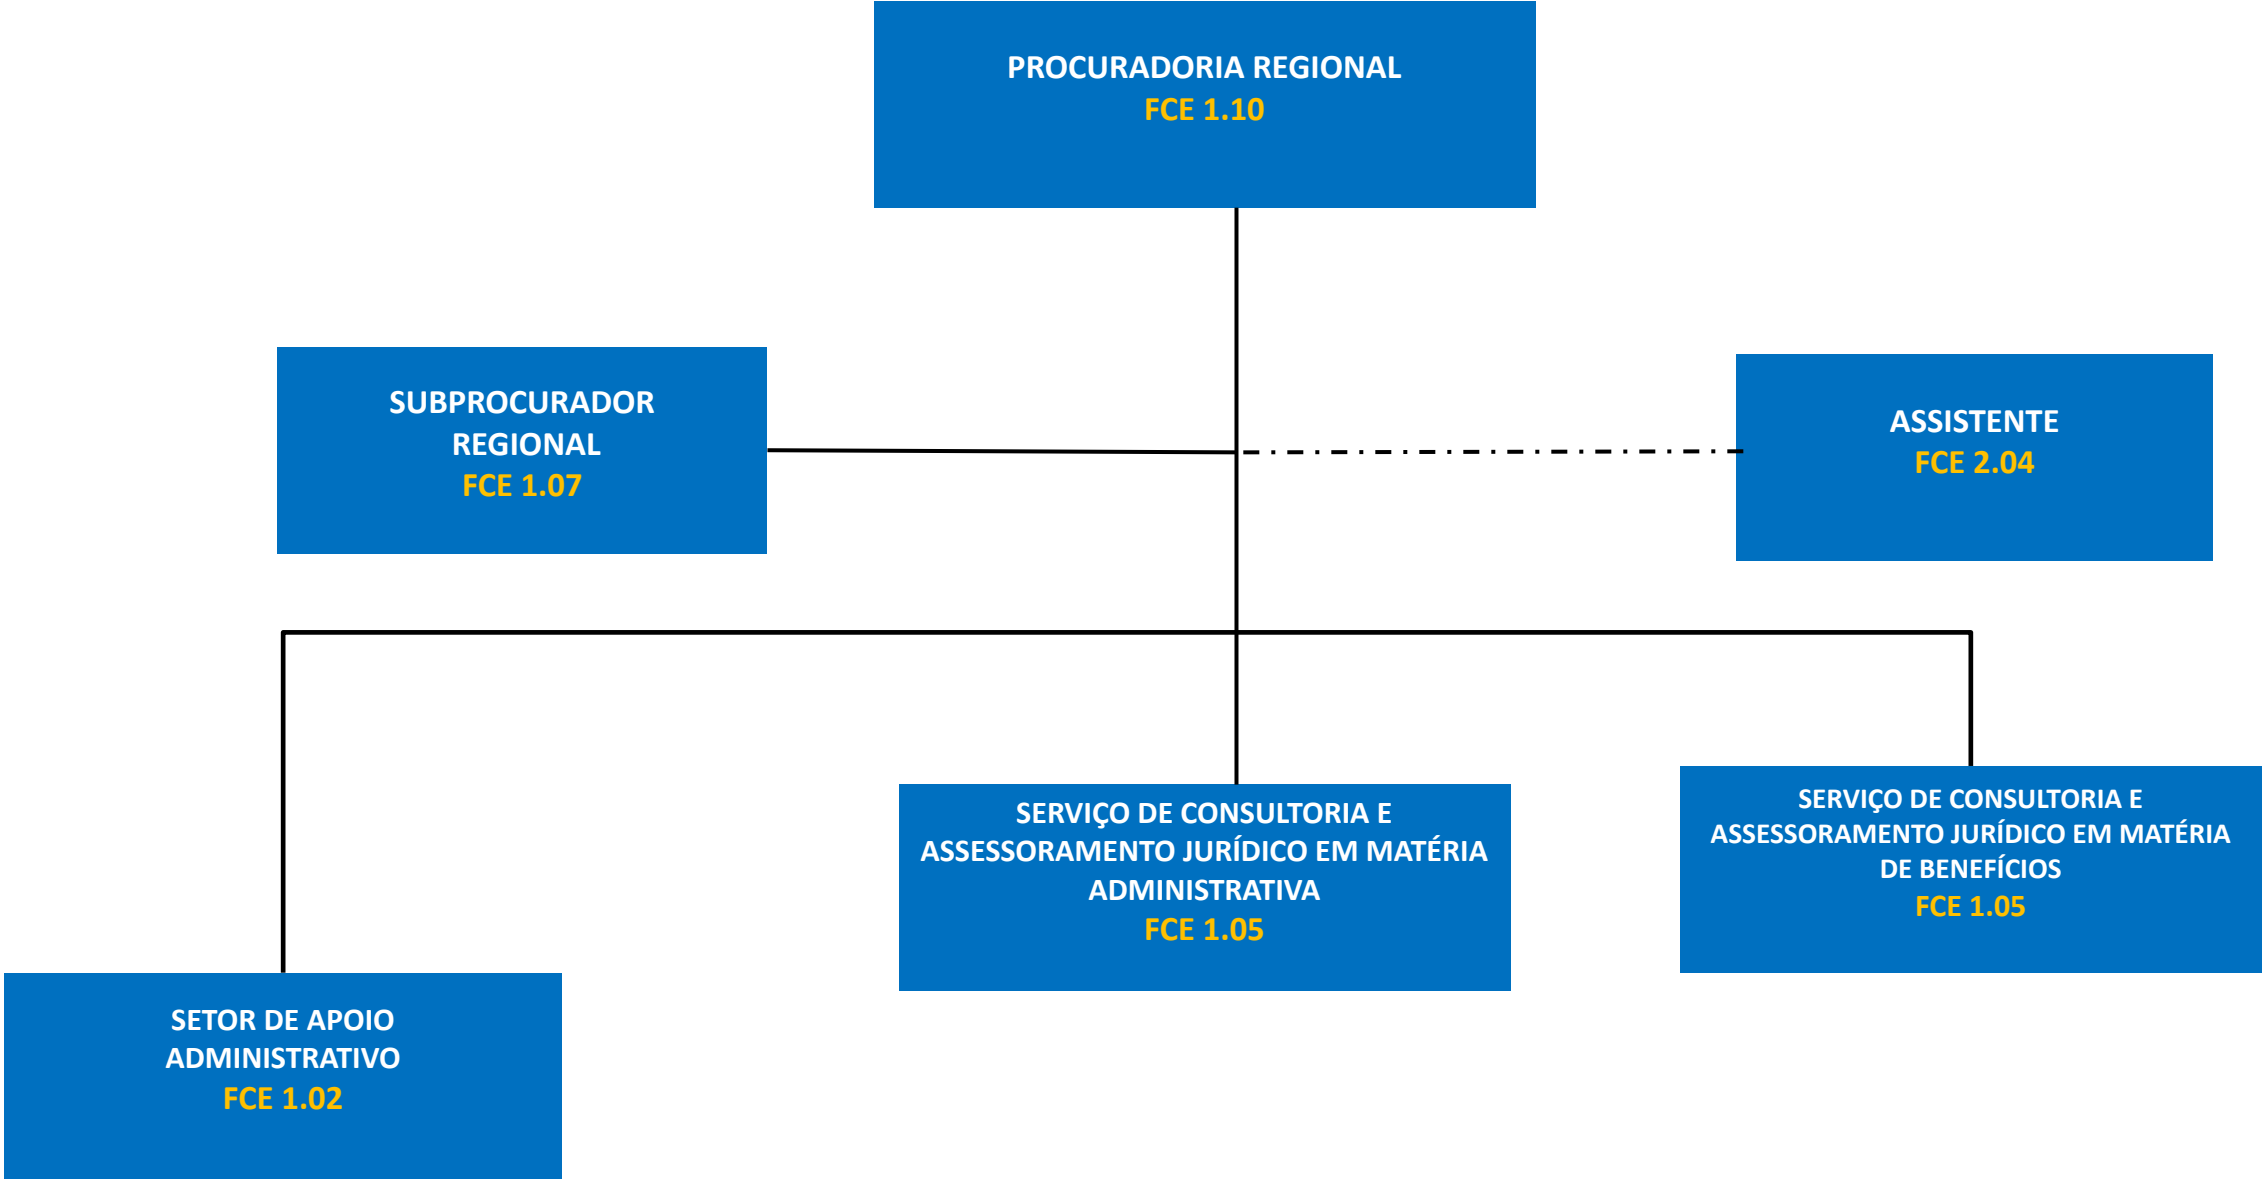 PROCURADORIA REGIONAL
FCE 1.10
SUBPROCURADOR
REGIONAL
FCE 1.07
ASSISTENTE
FCE 2.04
SERVIÇO DE CONSULTORIA E
ASSESSORAMENTO JURÍDICO EM MATÉRIA
ADMINISTRATIVA
FCE 1.05
SERVIÇO DE CONSULTORIA E
ASSESSORAMENTO JURÍDICO EM MATÉRIA
DE BENEFÍCIOS
FCE 1.05
SETOR DE APOIO
ADMINISTRATIVO
FCE 1.02